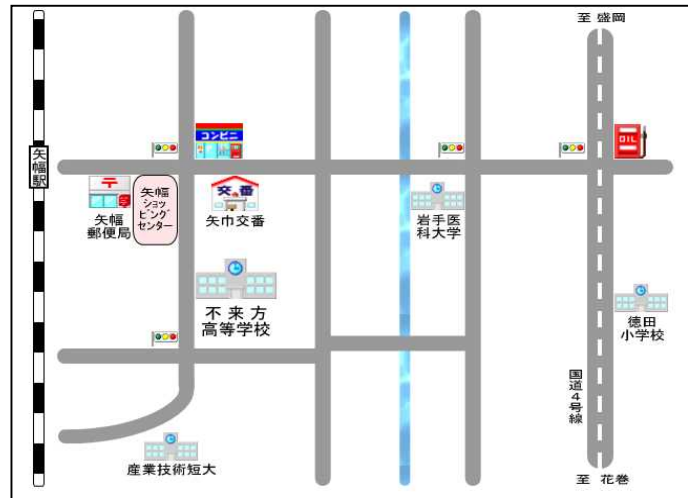 至 盛岡
コンビニ
OIL
矢幅駅
〒
矢幅
郵便局
矢幅
ショッ
ピング
センター
交番
矢巾交番
岩手医
科大学
不来方
高等学校
徳田
小学校
国道4号線
産業技術短大
至 花巻